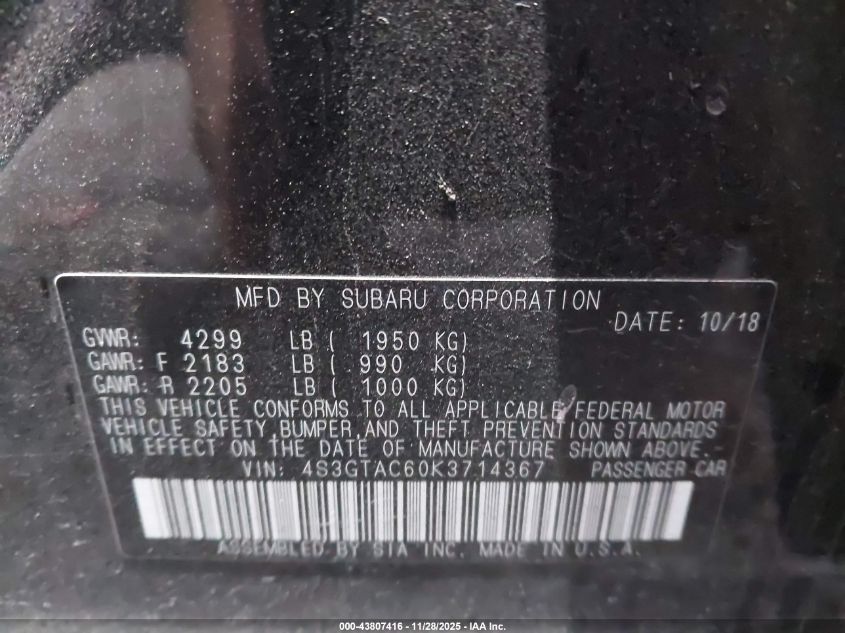 MFD BY SUBARU CORPORATION
DATE: 10/18
GVWR: 4299 LB ( 1950 KG)
GAWR: F 2183 LB ( 990 KG)
GAWR: R 2205 LB ( 1000 KG)
THIS VEHICLE CONFORMS TO ALL APPLICABLE FEDERAL MOTOR
VEHICLE SAFETY,BUMPER,AND THEFT PREVENTION STANDARDS
IN EFFECT ON THE DATE OF MANUFACTURE SHOWN ABOVE.
VIN: 4S3GTAC60K3714367 PASSENGER CAR
ASSEMBLED BY SIA INC. MADE IN U.S.A.
000-43807416 - 11/28/2025 - IAA Inc.